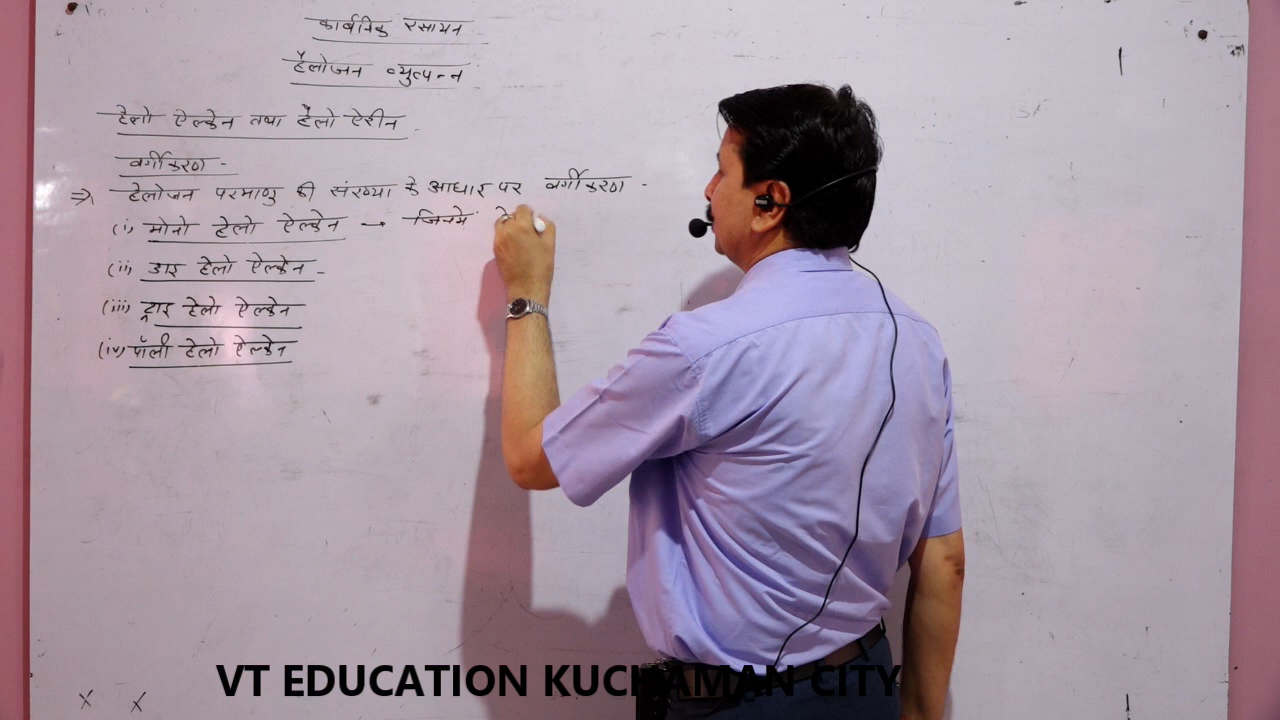 कार्बनिक रसायन
हैलोजन व्युत्पन्न
हेलो ऐल्केन तथा हैलो ऐरीन
वर्गीकरण -
⇒ हेलोजन परमाणु की संख्या के आधार पर वर्गीकरण -
(i) मोनो हेलो ऐल्केन → जिनमें हे
(ii) डाइ हेलो ऐल्केन -
(iii) ट्राइ हेलो ऐल्केन
(iv) पॉली हेलो ऐल्केन
VT EDUCATION KUCHAMAN CITY